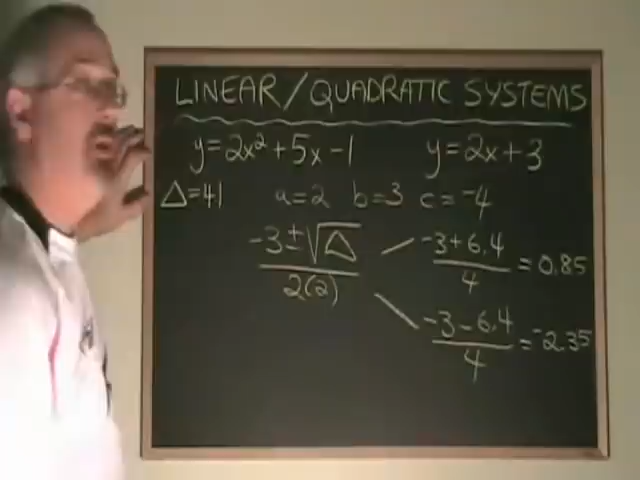 LINEAR/QUADRATIC SYSTEMS
y=2x²+5x-1 y=2x+3
△=41 a=2 b=3 c=⁻4
-3±√△ / 2(2)
-3+6.4 / 4 = 0.85
-3-6.4 / 4 = ⁻2.35